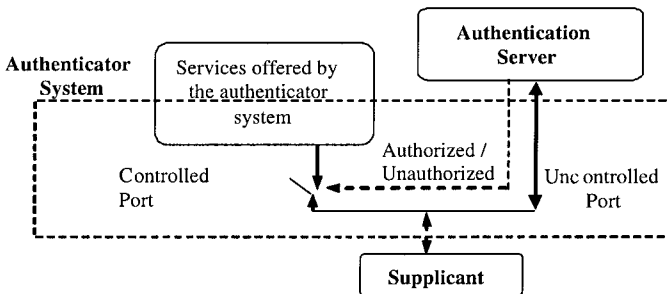 Authentication
Server
Authenticator
System
Services offered by
the authenticator
system
Controlled
Port
Authorized /
Unauthorized
Unc ontrolled
Port
Supplicant